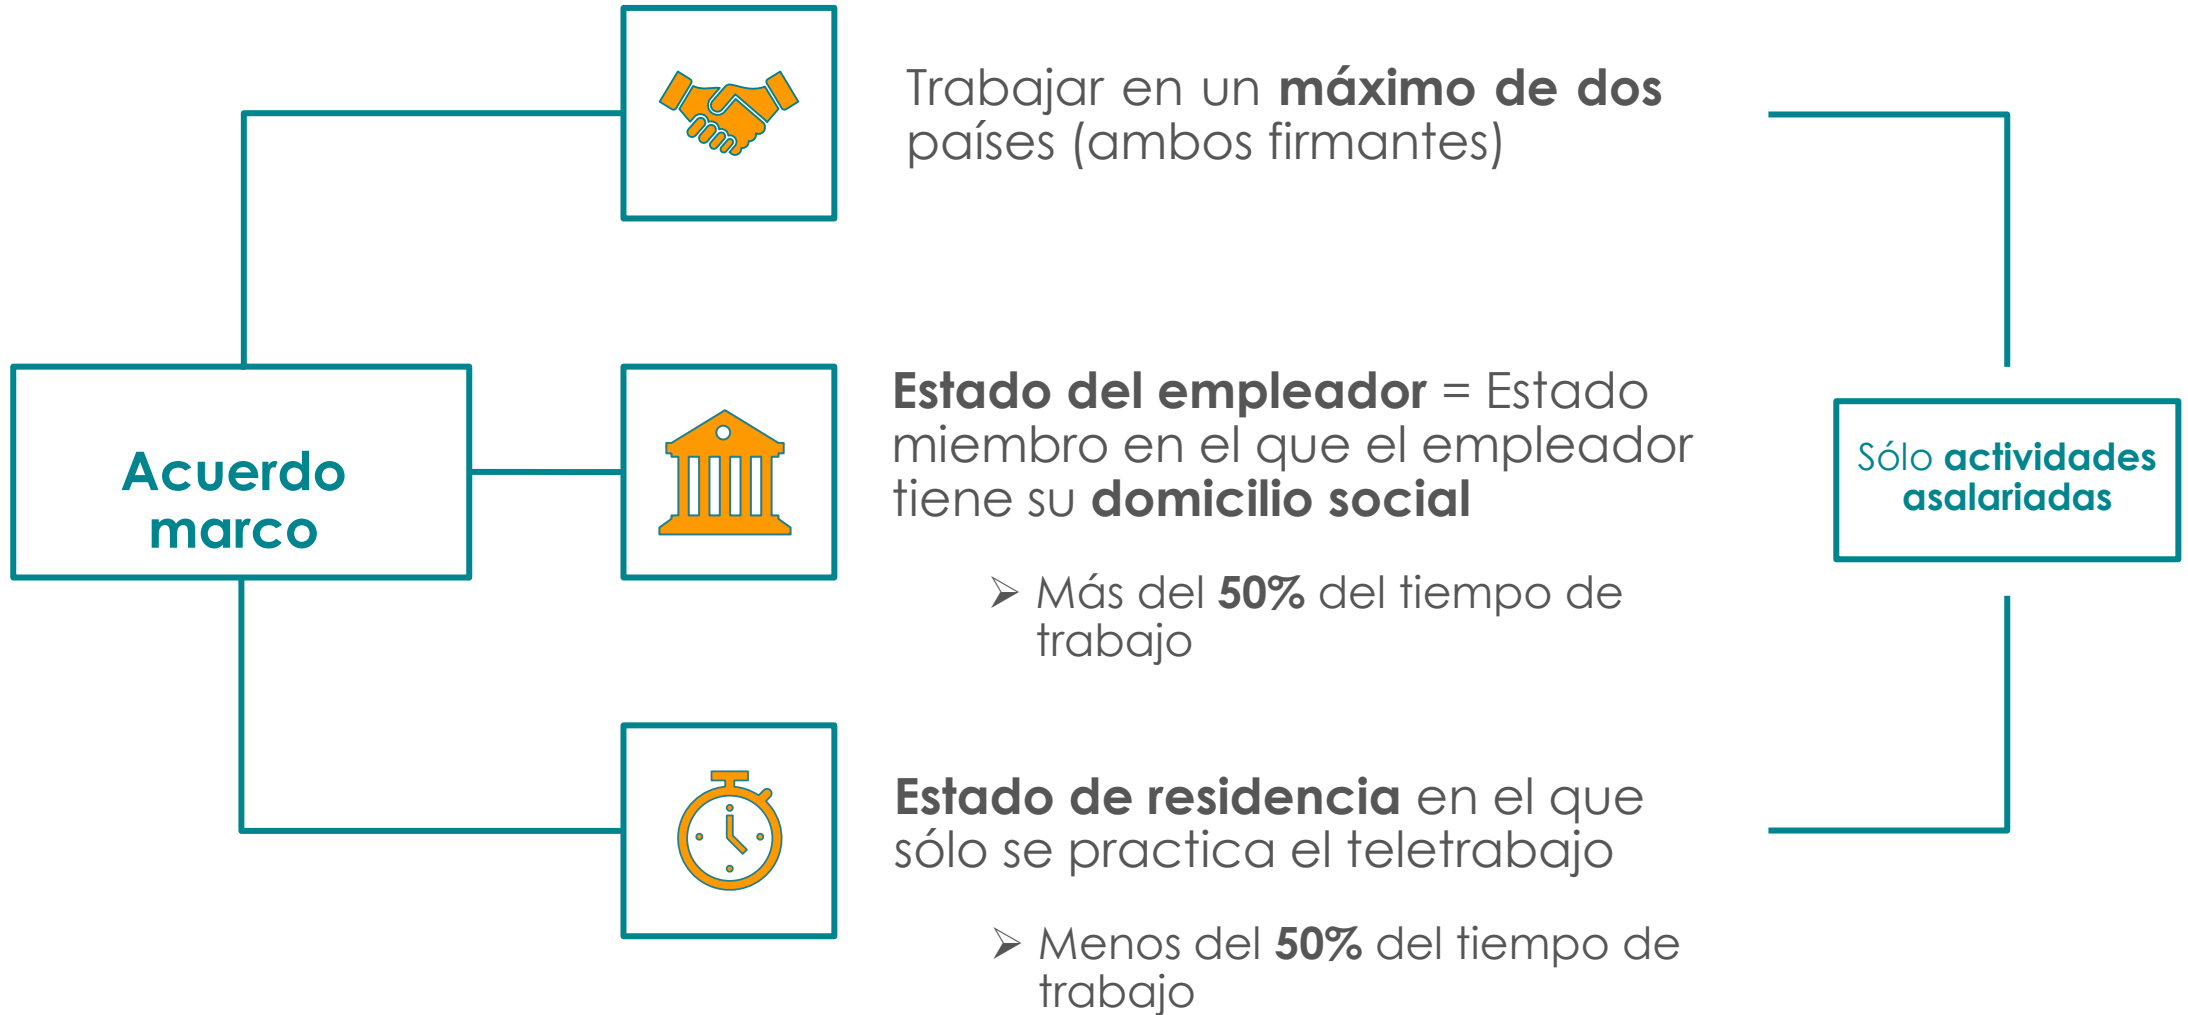 Trabajar en un máximo de dos
países (ambos firmantes)
Acuerdo
marco
Estado del empleador = Estado
miembro en el que el empleador
tiene su domicilio social
➢ Más del 50% del tiempo de
trabajo
Sólo actividades
asalariadas
Estado de residencia en el que
sólo se practica el teletrabajo
➢ Menos del 50% del tiempo de
trabajo